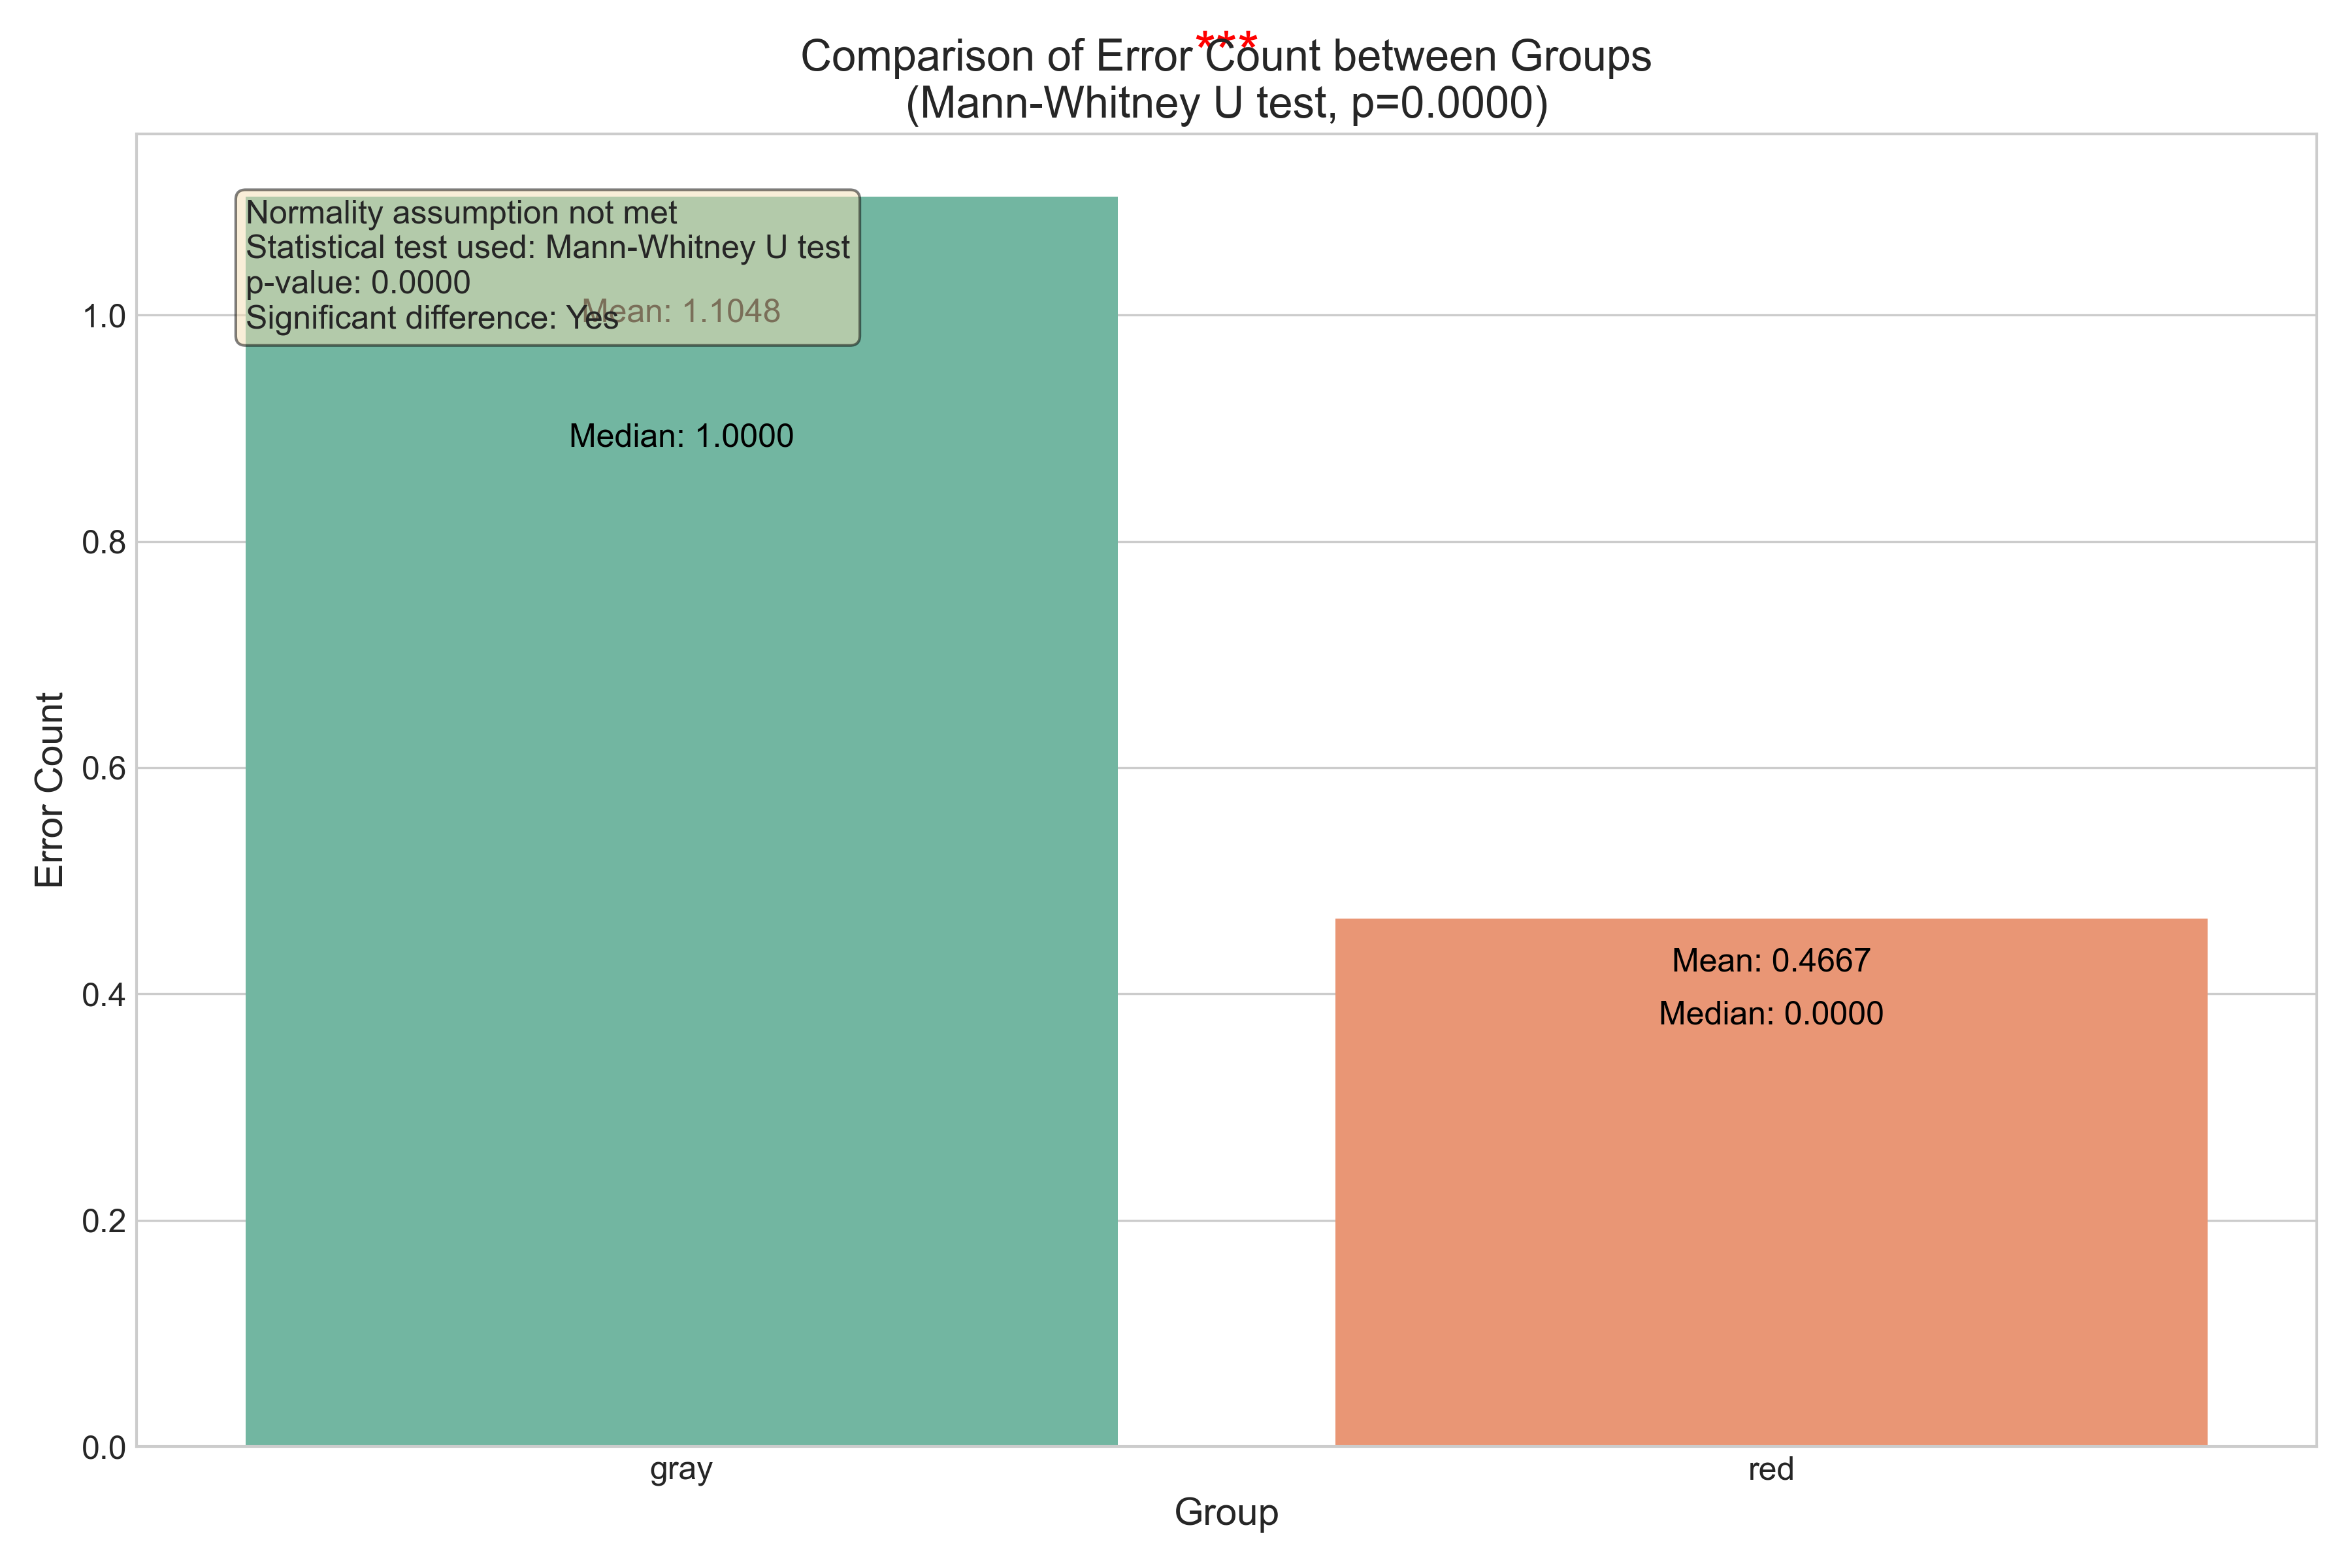 ***
Comparison of Error Count between Groups
(Mann-Whitney U test, p=0.0000)
Normality assumption not met
Statistical test used: Mann-Whitney U test
p-value: 0.0000
Significant difference: Yes
Mean: 1.1048
Median: 1.0000
Mean: 0.4667
Median: 0.0000
Error Count
1.0
0.8
0.6
0.4
0.2
0.0
gray
red
Group